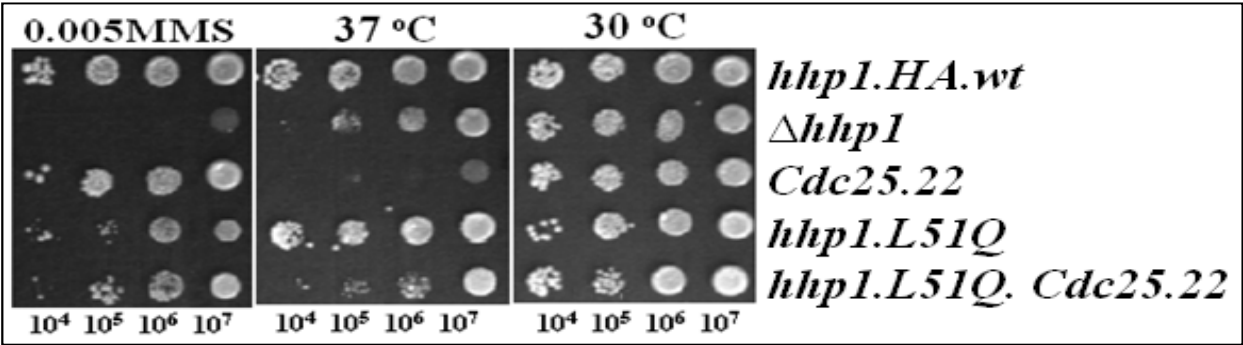 0.005MMS 37 °C 30 °C
hhp1.HA.wt
∆hhp1
Cdc25.22
hhp1.L51Q
hhp1.L51Q. Cdc25.22
10⁴ 10⁵ 10⁶ 10⁷ 10⁴ 10⁵ 10⁶ 10⁷ 10⁴ 10⁵ 10⁶ 10⁷